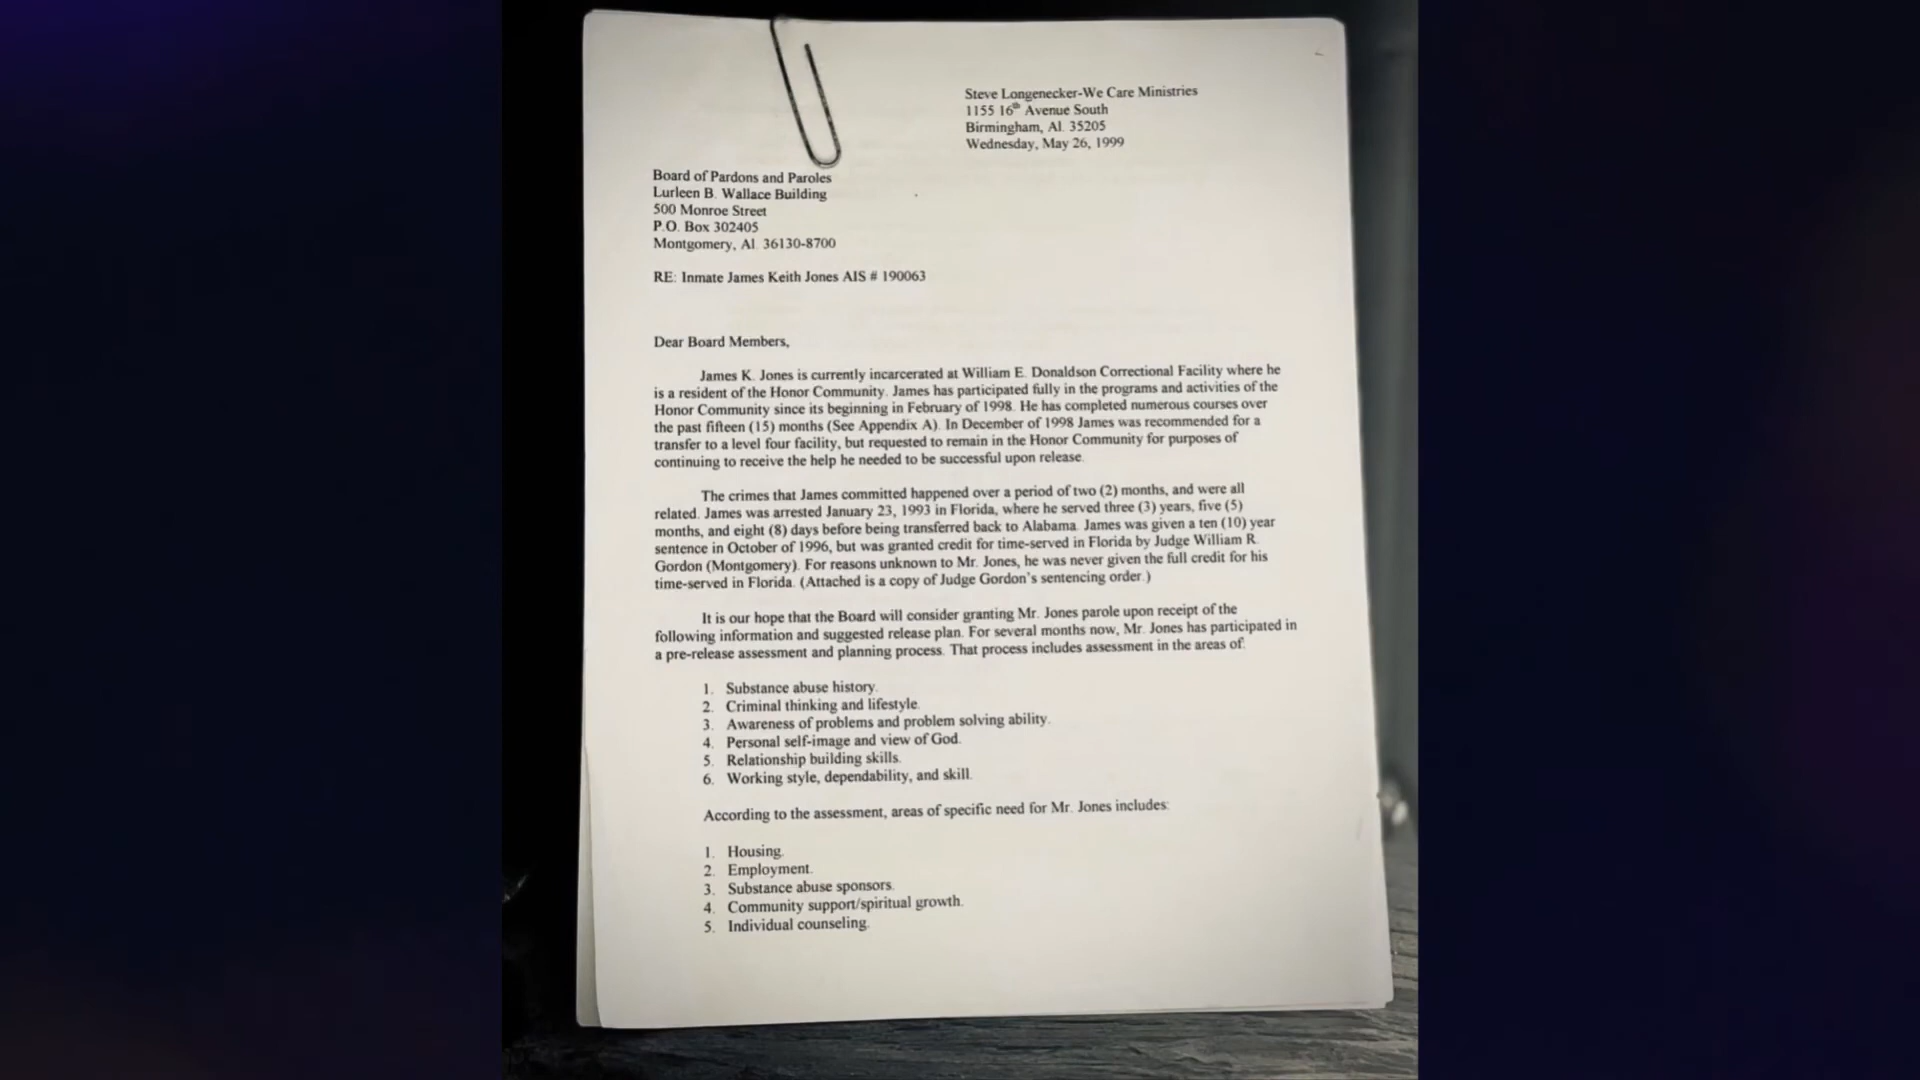 Steve Longenecker-We Care Ministries
1155 16th Avenue South
Birmingham, Al. 35205
Wednesday, May 26, 1999
Board of Pardons and Paroles
Lurleen B. Wallace Building
500 Monroe Street
P.O. Box 302405
Montgomery, Al. 36130-8700
RE: Inmate James Keith Jones AIS # 190063
Dear Board Members,
James K. Jones is currently incarcerated at William E. Donaldson Correctional Facility where he
is a resident of the Honor Community. James has participated fully in the programs and activities of the
Honor Community since its beginning in February of 1998. He has completed numerous courses over
the past fifteen (15) months (See Appendix A). In December of 1998 James was recommended for a
transfer to a level four facility, but requested to remain in the Honor Community for purposes of
continuing to receive the help he needed to be successful upon release.
The crimes that James committed happened over a period of two (2) months, and were all
related. James was arrested January 23, 1993 in Florida, where he served three (3) years, five (5)
months, and eight (8) days before being transferred back to Alabama. James was given a ten (10) year
sentence in October of 1996, but was granted credit for time-served in Florida by Judge William R.
Gordon (Montgomery). For reasons unknown to Mr. Jones, he was never given the full credit for his
time-served in Florida. (Attached is a copy of Judge Gordon's sentencing order.)
It is our hope that the Board will consider granting Mr. Jones parole upon receipt of the
following information and suggested release plan. For several months now, Mr. Jones has participated in
a pre-release assessment and planning process. That process includes assessment in the areas of:
1. Substance abuse history.
2. Criminal thinking and lifestyle.
3. Awareness of problems and problem solving ability.
4. Personal self-image and view of God.
5. Relationship building skills.
6. Working style, dependability, and skill.
According to the assessment, areas of specific need for Mr. Jones includes:
1. Housing.
2. Employment.
3. Substance abuse sponsors.
4. Community support/spiritual growth.
5. Individual counseling.